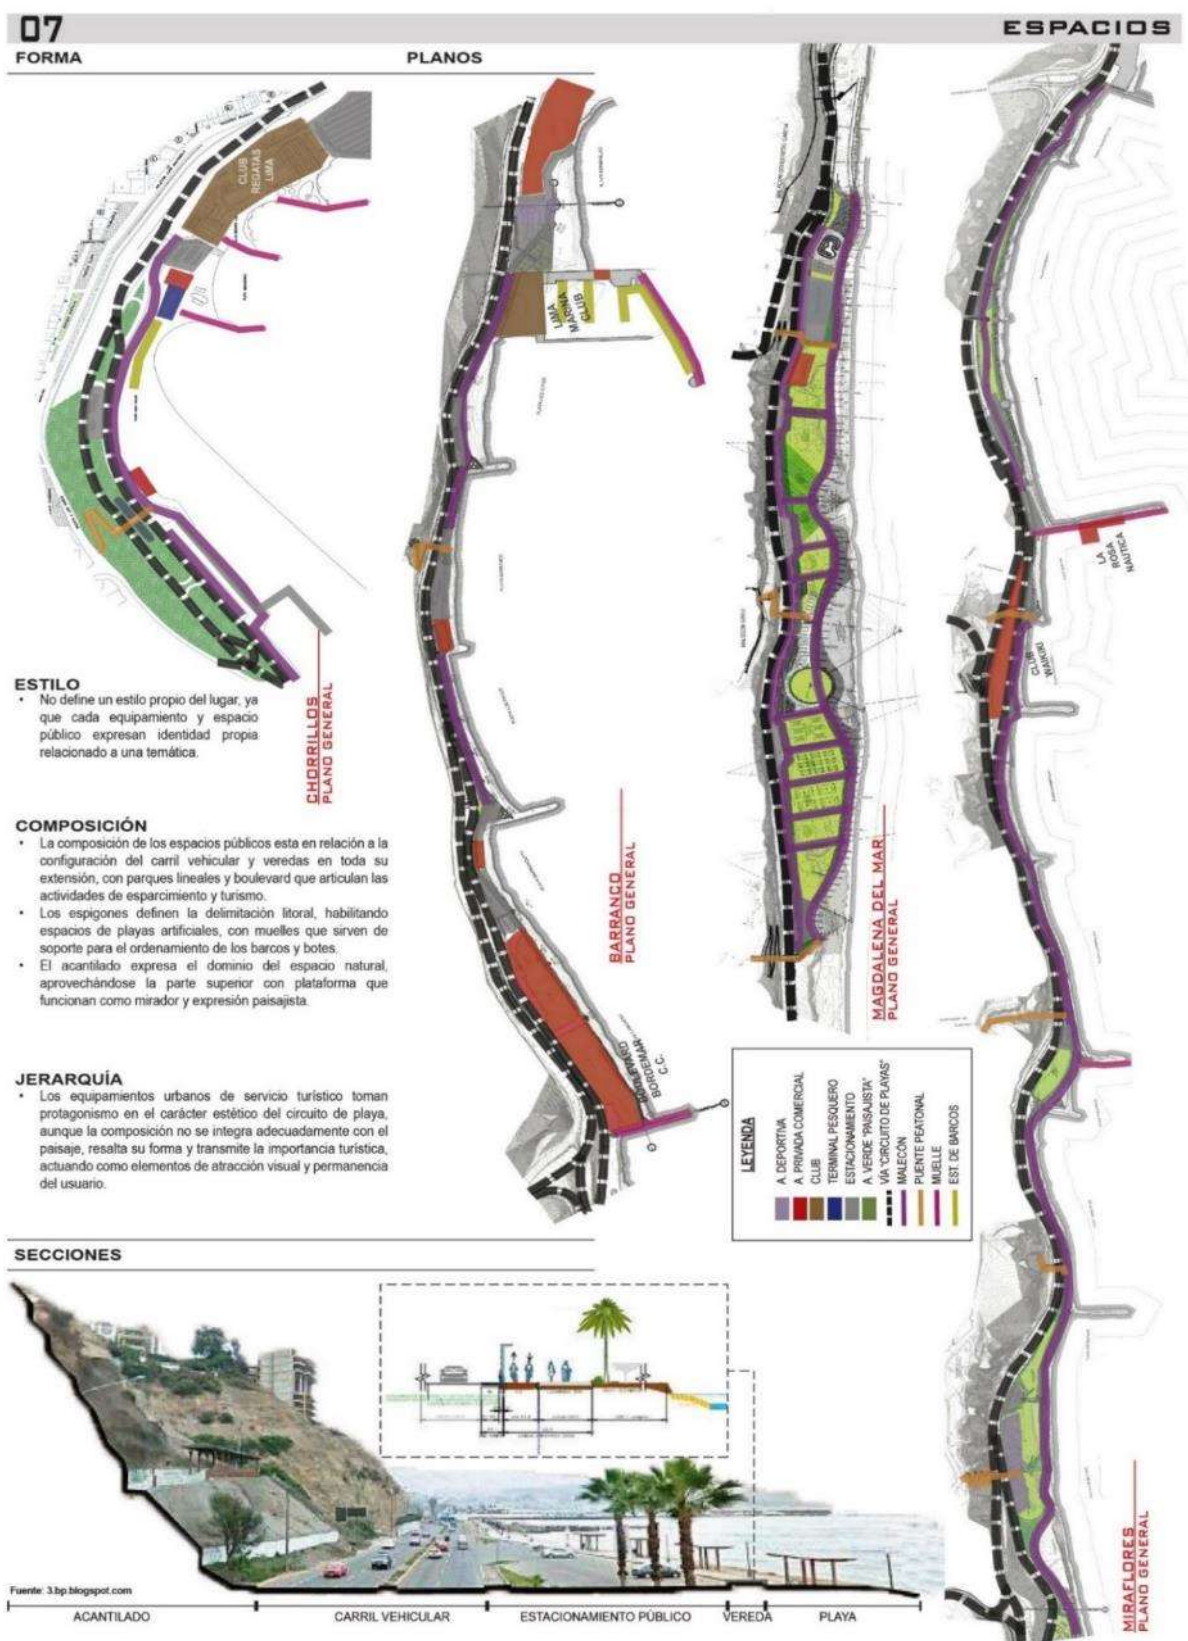 07
ESPACIOS
FORMA
PLANOS
CLUB
REGATAS
LIMA
LIMA
MARINA
CLUB
LA
ROSA
NAUTICA
CLUB
WAIKIKI
CHORRILLOS
PLANO GENERAL
ESTILO
• No define un estilo propio del lugar, ya
que cada equipamiento y espacio
público expresan identidad propia
relacionado a una temática.
COMPOSICIÓN
• La composición de los espacios públicos esta en relación a la
configuración del carril vehicular y veredas en toda su
extensión, con parques lineales y boulevard que articulan las
actividades de esparcimiento y turismo.
• Los espigones definen la delimitación litoral, habilitando
espacios de playas artificiales, con muelles que sirven de
soporte para el ordenamiento de los barcos y botes.
• El acantilado expresa el dominio del espacio natural,
aprovechándose la parte superior con plataforma que
funcionan como mirador y expresión paisajista.
BARRANCO
PLANO GENERAL
MAGDALENA DEL MAR
PLANO GENERAL
JERARQUÍA
• Los equipamientos urbanos de servicio turístico toman
protagonismo en el carácter estético del circuito de playa,
aunque la composición no se integra adecuadamente con el
paisaje, resalta su forma y transmite la importancia turística,
actuando como elementos de atracción visual y permanencia
del usuario.
BOULEVARD
BORDEMAR
C.C.
LEYENDA
A. DEPORTIVA
A. PRIVADA COMERCIAL
CLUB
TERMINAL PESQUERO
ESTACIONAMIENTO
A. VERDE "PAISAJISTA"
VÍA "CIRCUITO DE PLAYAS"
MALECÓN
PUENTE PEATONAL
MUELLE
EST. DE BARCOS
SECCIONES
MIRAFLORES
PLANO GENERAL
Fuente: 3.bp.blogspot.com
ACANTILADO
CARRIL VEHICULAR
ESTACIONAMIENTO PÚBLICO
VEREDA
PLAYA